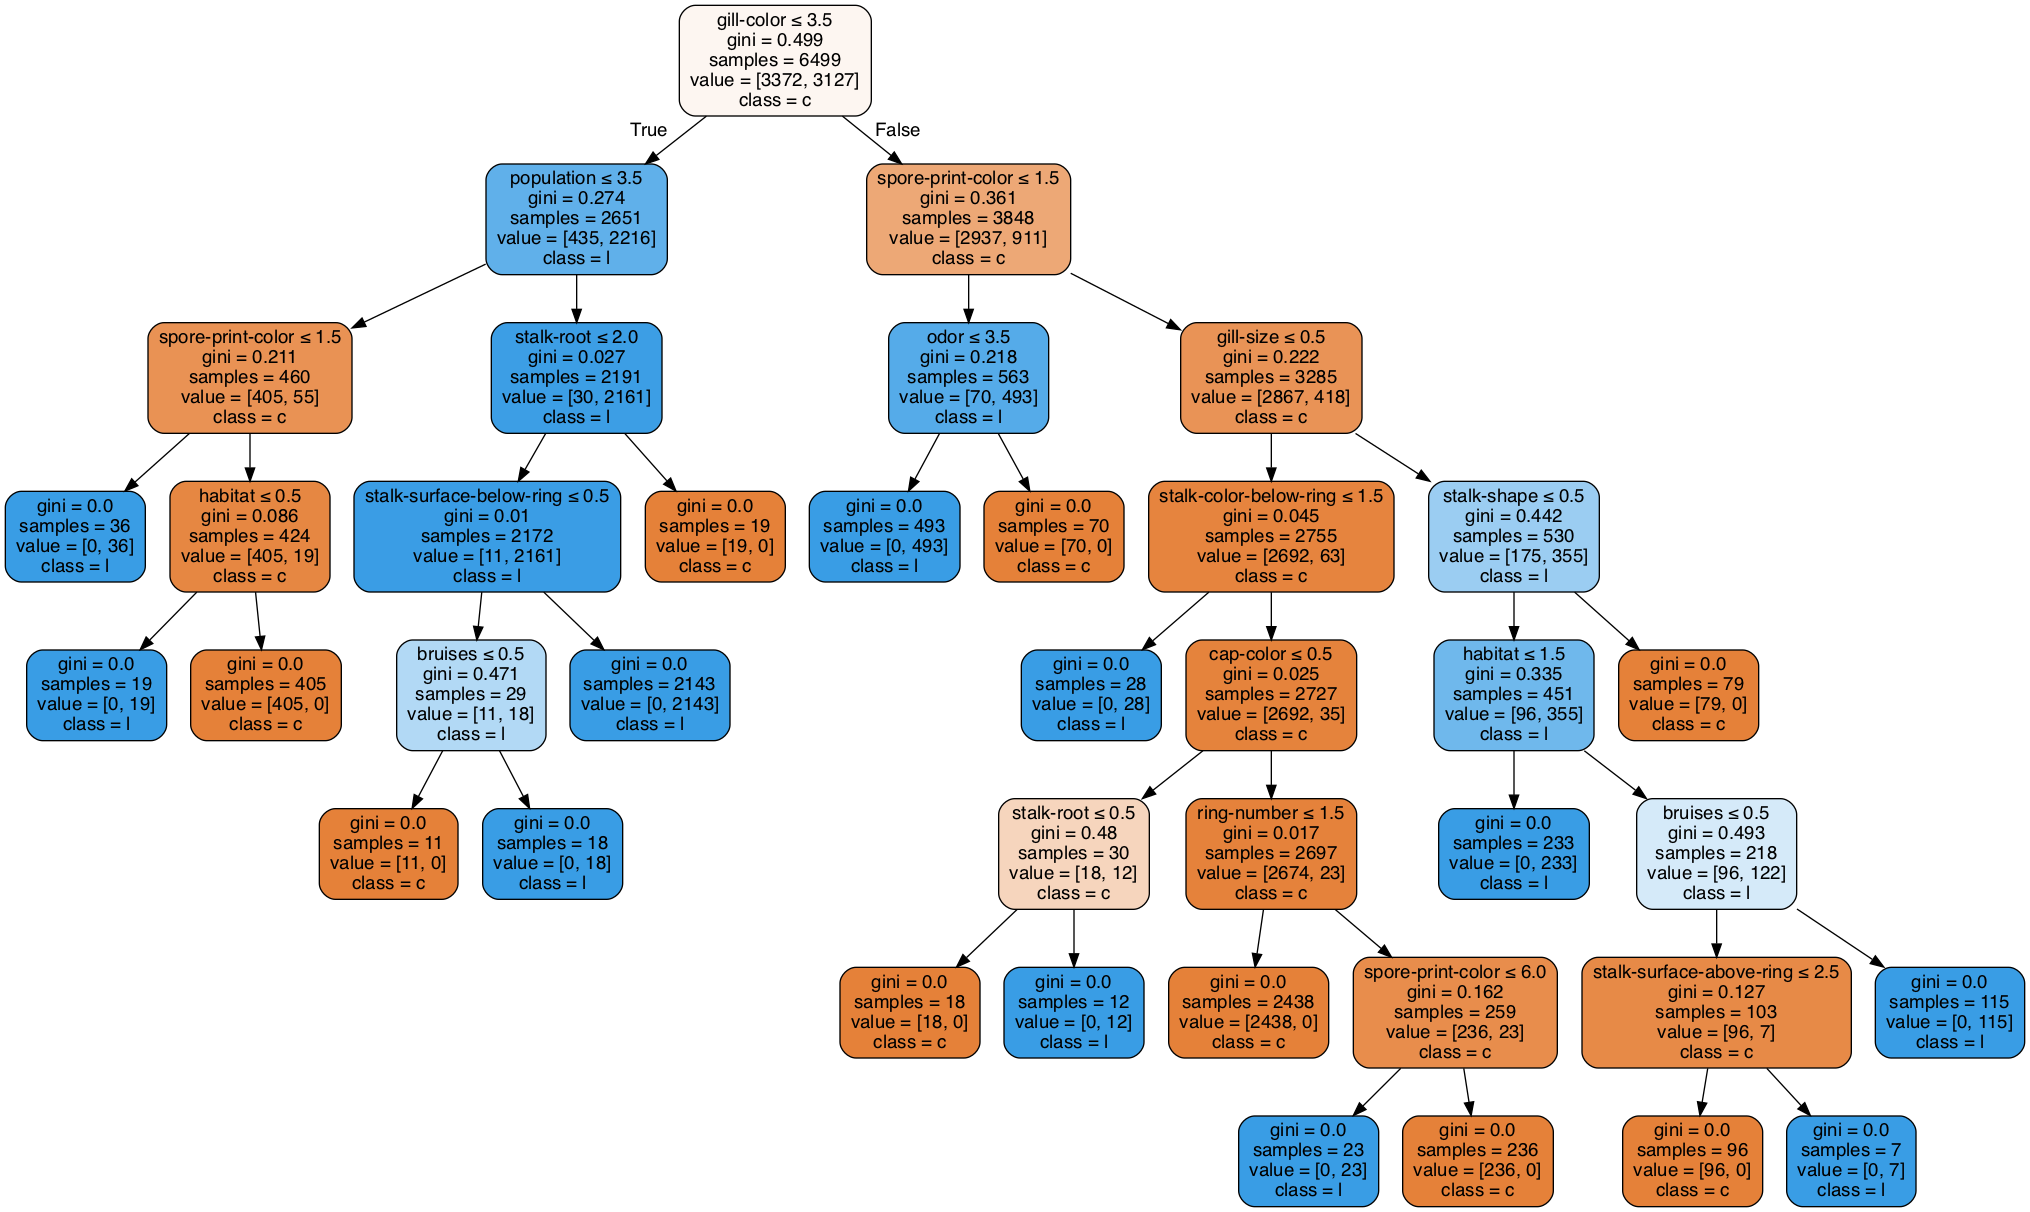 gill-color ≤ 3.5
gini = 0.499
samples = 6499
value = [3372, 3127]
class = c
True
False
population ≤ 3.5
gini = 0.274
samples = 2651
value = [435, 2216]
class = l
spore-print-color ≤ 1.5
gini = 0.361
samples = 3848
value = [2937, 911]
class = c
spore-print-color ≤ 1.5
gini = 0.211
samples = 460
value = [405, 55]
class = c
stalk-root ≤ 2.0
gini = 0.027
samples = 2191
value = [30, 2161]
class = l
odor ≤ 3.5
gini = 0.218
samples = 563
value = [70, 493]
class = l
gill-size ≤ 0.5
gini = 0.222
samples = 3285
value = [2867, 418]
class = c
gini = 0.0
samples = 36
value = [0, 36]
class = l
habitat ≤ 0.5
gini = 0.086
samples = 424
value = [405, 19]
class = c
stalk-surface-below-ring ≤ 0.5
gini = 0.01
samples = 2172
value = [11, 2161]
class = l
gini = 0.0
samples = 19
value = [19, 0]
class = c
gini = 0.0
samples = 493
value = [0, 493]
class = l
gini = 0.0
samples = 70
value = [70, 0]
class = c
stalk-color-below-ring ≤ 1.5
gini = 0.045
samples = 2755
value = [2692, 63]
class = c
stalk-shape ≤ 0.5
gini = 0.442
samples = 530
value = [175, 355]
class = l
gini = 0.0
samples = 19
value = [0, 19]
class = l
gini = 0.0
samples = 405
value = [405, 0]
class = c
bruises ≤ 0.5
gini = 0.471
samples = 29
value = [11, 18]
class = l
gini = 0.0
samples = 2143
value = [0, 2143]
class = l
gini = 0.0
samples = 28
value = [0, 28]
class = l
cap-color ≤ 0.5
gini = 0.025
samples = 2727
value = [2692, 35]
class = c
habitat ≤ 1.5
gini = 0.335
samples = 451
value = [96, 355]
class = l
gini = 0.0
samples = 79
value = [79, 0]
class = c
gini = 0.0
samples = 11
value = [11, 0]
class = c
gini = 0.0
samples = 18
value = [0, 18]
class = l
stalk-root ≤ 0.5
gini = 0.48
samples = 30
value = [18, 12]
class = c
ring-number ≤ 1.5
gini = 0.017
samples = 2697
value = [2674, 23]
class = c
gini = 0.0
samples = 233
value = [0, 233]
class = l
bruises ≤ 0.5
gini = 0.493
samples = 218
value = [96, 122]
class = l
gini = 0.0
samples = 18
value = [18, 0]
class = c
gini = 0.0
samples = 12
value = [0, 12]
class = l
gini = 0.0
samples = 2438
value = [2438, 0]
class = c
spore-print-color ≤ 6.0
gini = 0.162
samples = 259
value = [236, 23]
class = c
stalk-surface-above-ring ≤ 2.5
gini = 0.127
samples = 103
value = [96, 7]
class = c
gini = 0.0
samples = 115
value = [0, 115]
class = l
gini = 0.0
samples = 23
value = [0, 23]
class = l
gini = 0.0
samples = 236
value = [236, 0]
class = c
gini = 0.0
samples = 96
value = [96, 0]
class = c
gini = 0.0
samples = 7
value = [0, 7]
class = l